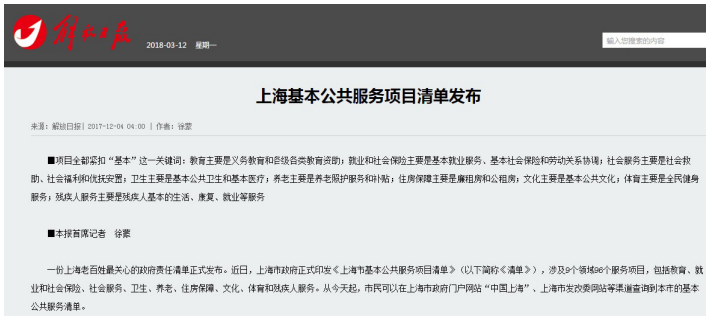 解放日报
2018-03-12 星期一
输入您搜索的内容
上海基本公共服务项目清单发布
来源：解放日报| 2017-12-04 04:00 | 作者：徐蒙
■项目全都紧扣“基本”这一关键词：教育主要是义务教育和各级各类教育资助；就业和社会保险主要是基本就业服务、基本社会保险和劳动关系协调；社会服务主要是社会救
助、社会福利和优抚安置；卫生主要是基本公共卫生和基本医疗；养老主要是养老照护服务和补贴；住房保障主要是廉租房和公租房；文化主要是基本公共文化；体育主要是全民健身
服务；残疾人服务主要是残疾人基本的生活、康复、就业等服务
■本报首席记者 徐蒙
一份上海老百姓最关心的政府责任清单正式发布。近日，上海市政府正式印发《上海市基本公共服务项目清单》（以下简称《清单》），涉及9个领域96个服务项目，包括教育、就
业和社会保险、社会服务、卫生、养老、住房保障、文化、体育和残疾人服务。从今天起，市民可以在上海市政府门户网站“中国上海”、上海市发改委网站等渠道查询到本市的基本
公共服务清单。